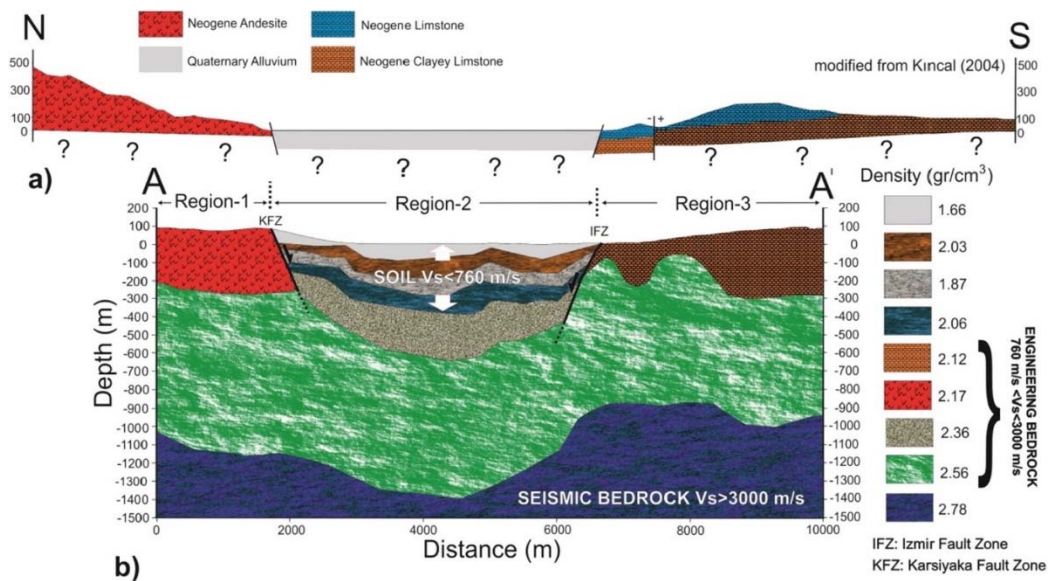 N
S
Neogene Andesite
Neogene Limstone
Quaternary Alluvium
Neogene Clayey Limstone
modified from Kıncal (2004)
500
400
300
200
100
0
500
400
300
200
100
0
- +
? ? ? ? ? ? ? ? ? ? ?
a)
A
A'
Region-1
Region-2
Region-3
KFZ
IFZ
Density (gr/cm³)
200
100
0
-100
-200
-300
-400
-500
-600
-700
-800
-900
-1000
-1100
-1200
-1300
-1400
-1500
Depth (m)
SOIL Vs<760 m/s
SEISMIC BEDROCK Vs>3000 m/s
200
100
0
-100
-200
-300
-400
-500
-600
-700
-800
-900
-1000
-1100
-1200
-1300
-1400
-1500
0 2000 4000 6000 8000 10000
Distance (m)
1.66
2.03
1.87
2.06
2.12
2.17
2.36
2.56
2.78
ENGINEERING BEDROCK
760 m/s <Vs<3000 m/s
IFZ: Izmir Fault Zone
KFZ: Karsiyaka Fault Zone
b)